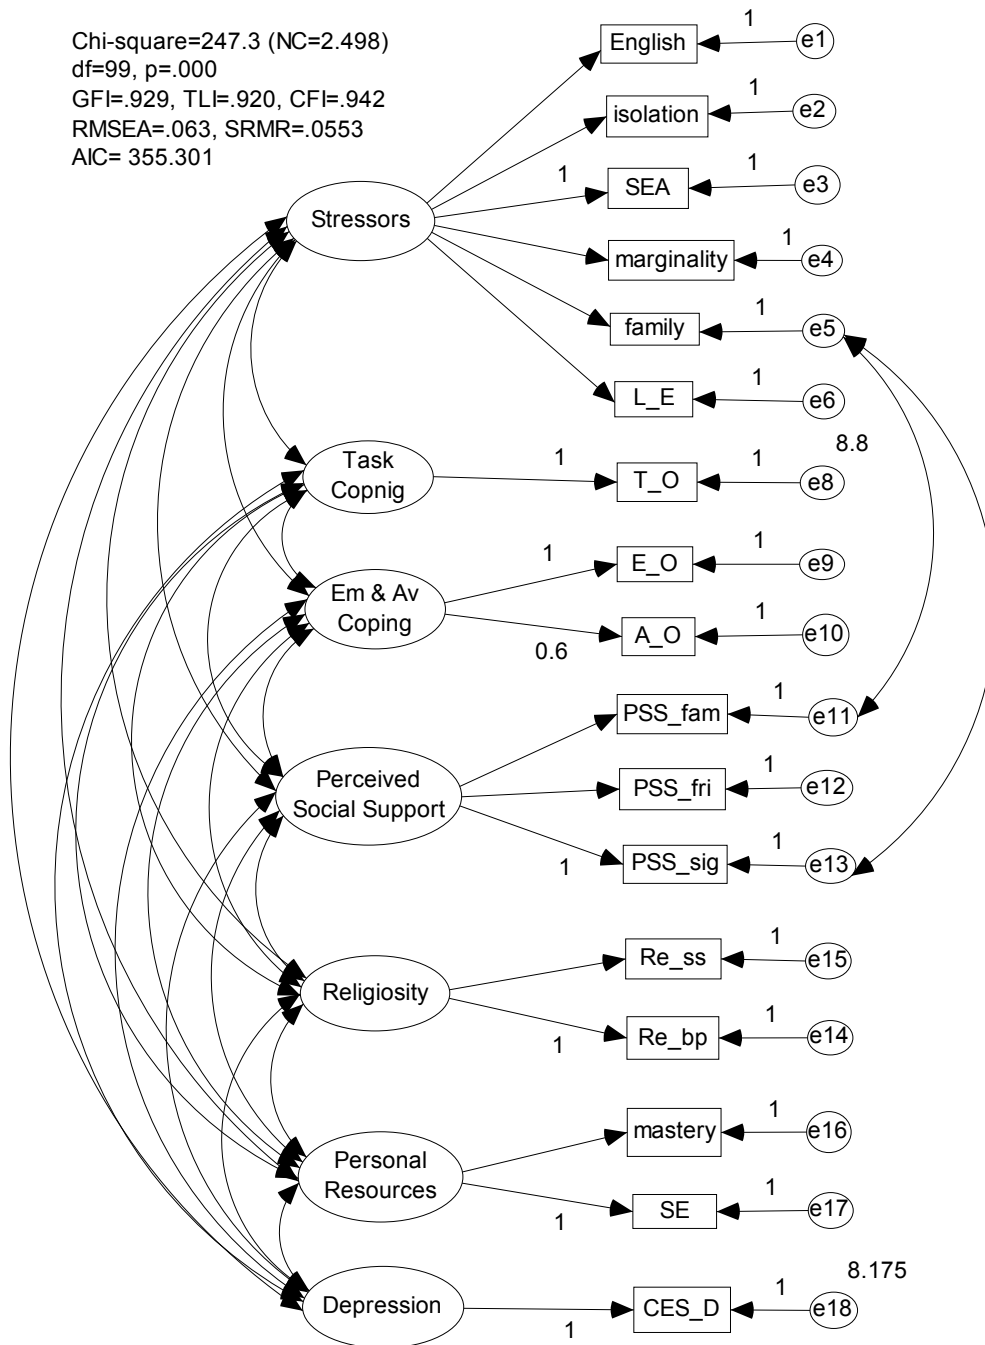 Chi-square=247.3 (NC=2.498)
df=99, p=.000
GFI=.929, TLI=.920, CFI=.942
RMSEA=.063, SRMR=.0553
AIC= 355.301
English
1
e1
isolation
1
e2
Stressors
1
SEA
1
e3
marginality
1
e4
family
1
e5
L_E
1
e6
8.8
Task
Copnig
1
T_O
1
e8
Em & Av
Coping
1
E_O
1
e9
0.6
A_O
1
e10
Perceived
Social Support
PSS_fam
1
e11
PSS_fri
1
e12
1
PSS_sig
1
e13
Religiosity
Re_ss
1
e15
1
Re_bp
1
e14
Personal
Resources
mastery
1
e16
1
SE
1
e17
8.175
Depression
1
CES_D
1
e18